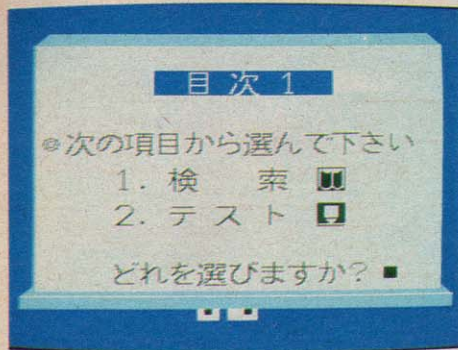 目次1
◎次の項目から選んで下さい
1. 検 索
2. テスト
どれを選びますか? ■